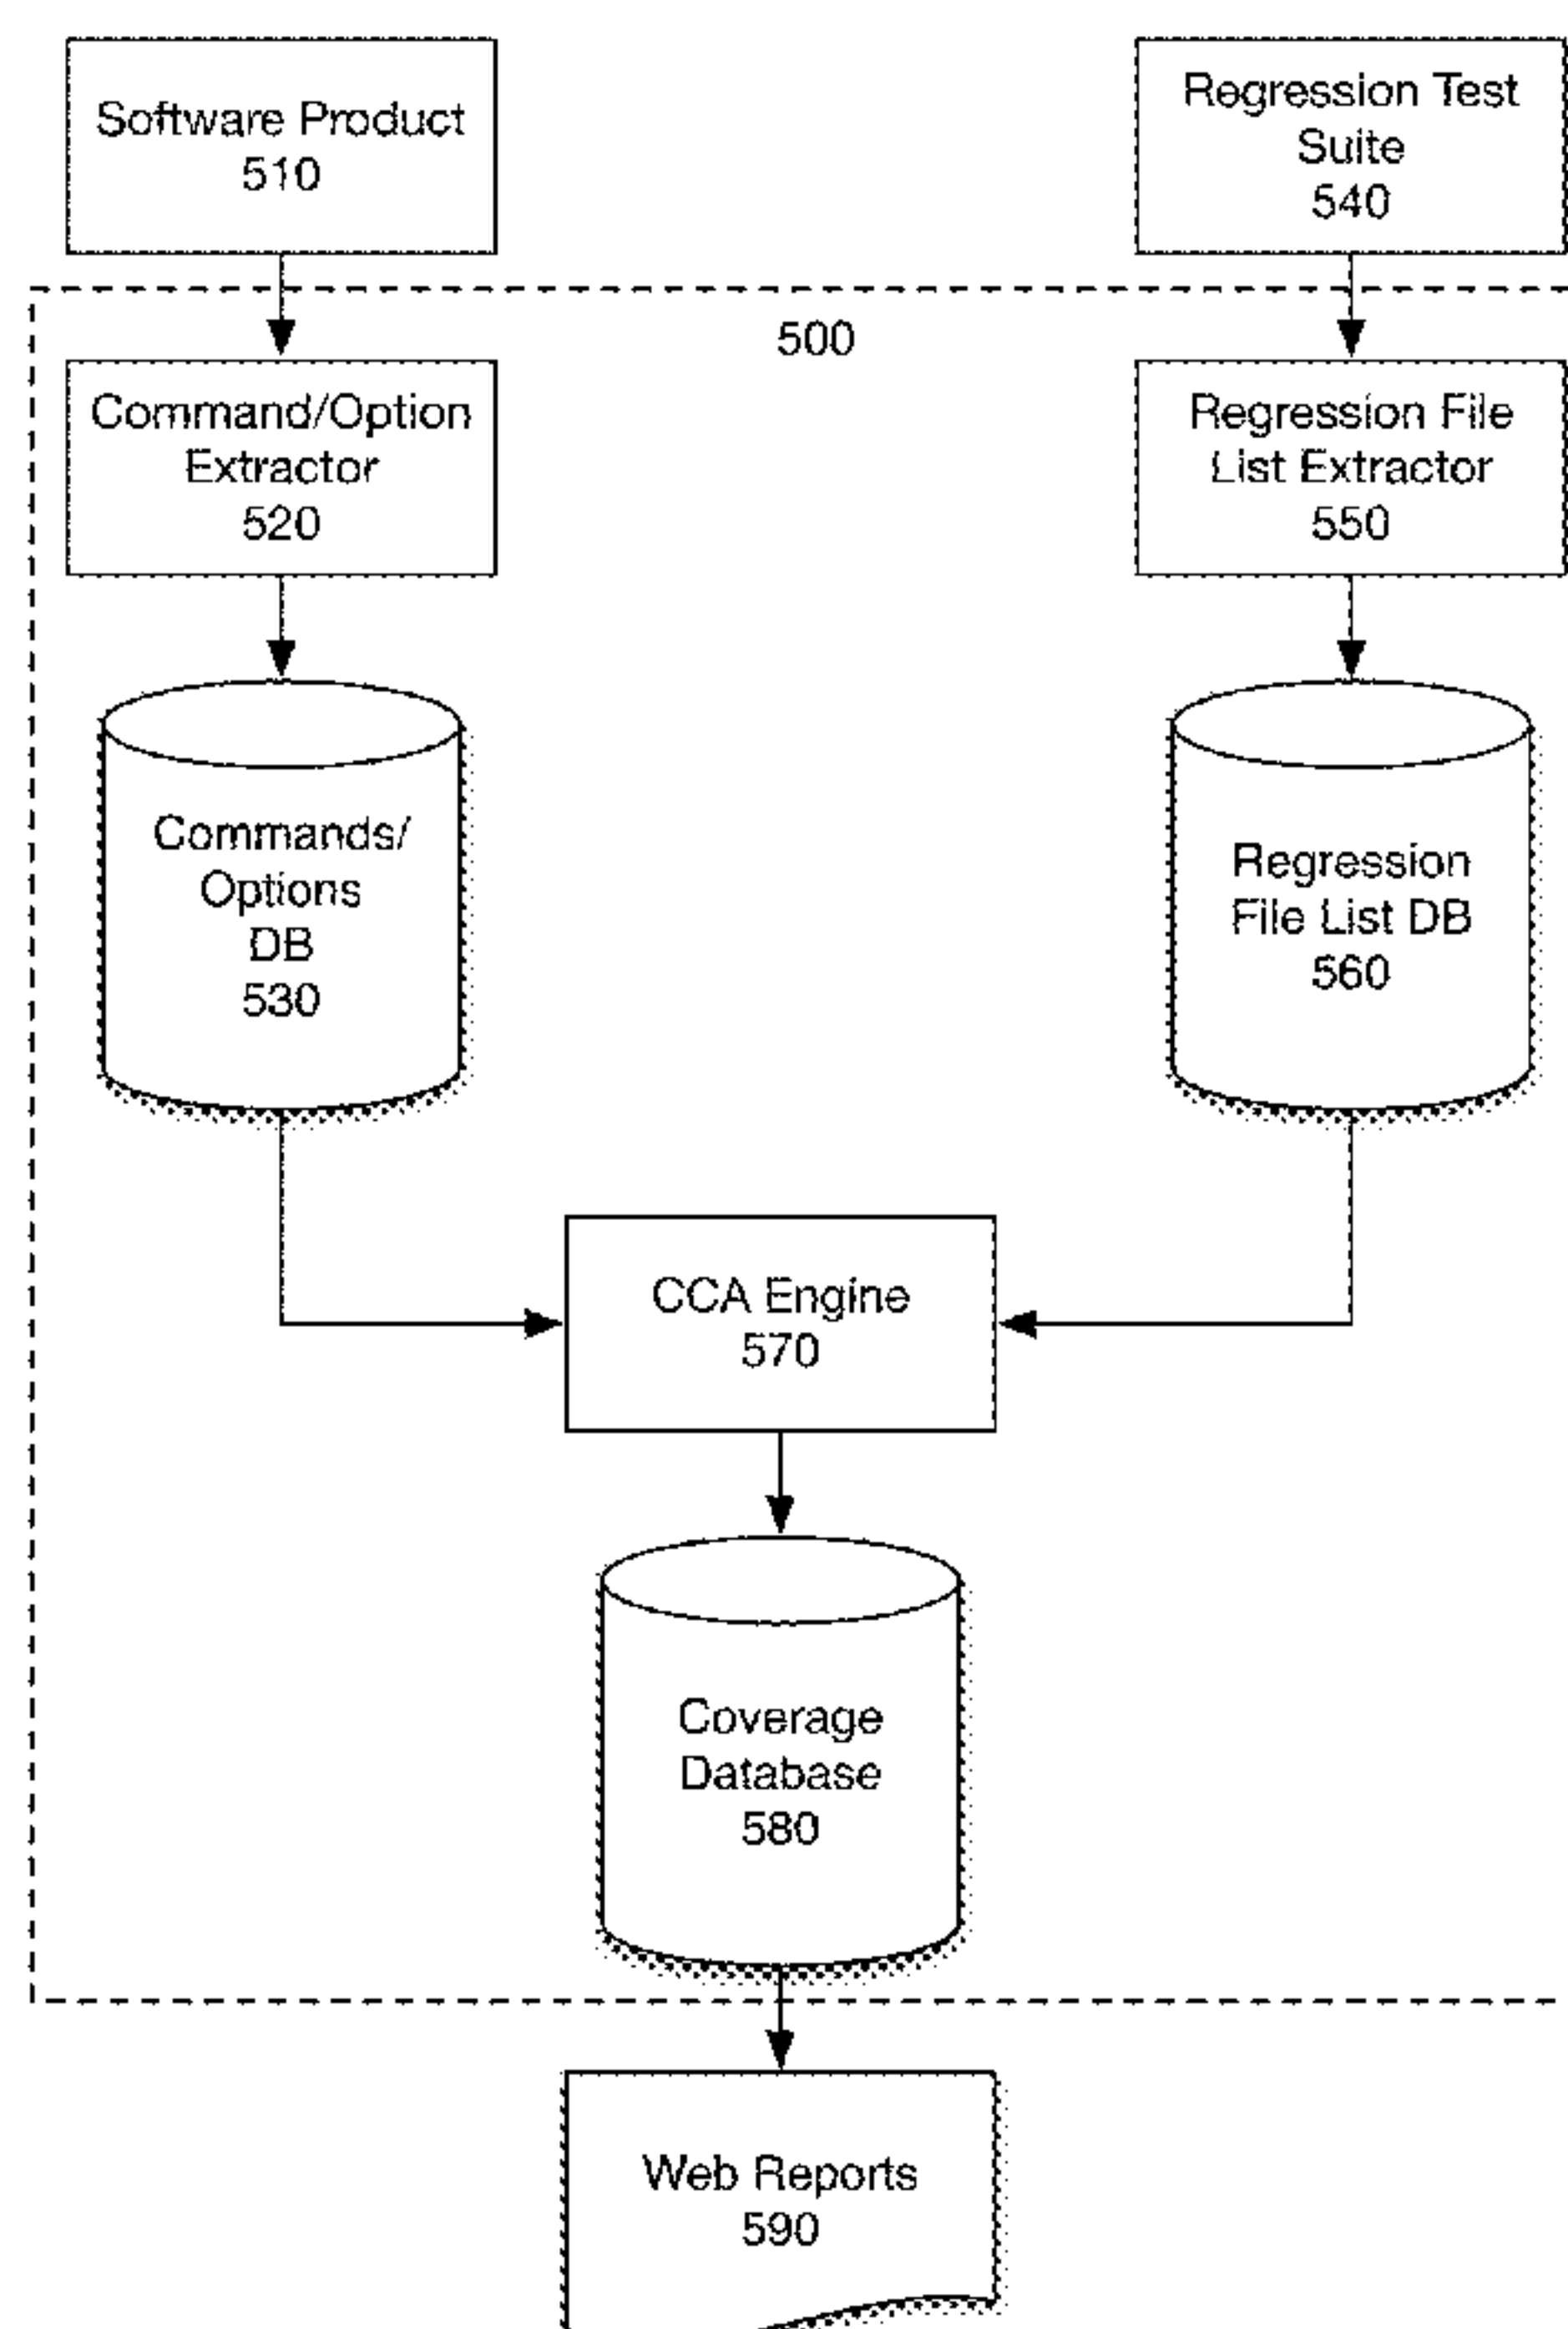 Software Product
510
Regression Test
Suite
540
500
Command/Option
Extractor
520
Regression File
List Extractor
550
Commands/
Options
DB
530
Regression
File List DB
560
CCA Engine
570
Coverage
Database
580
Web Reports
590